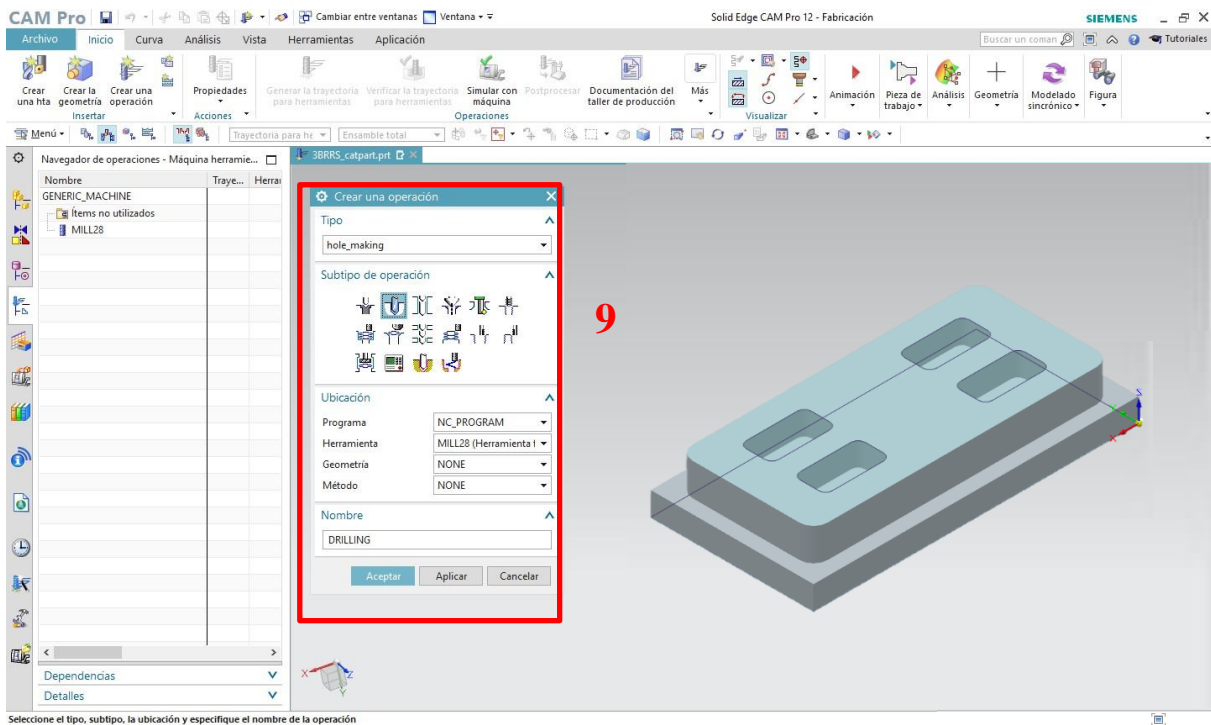 CAM Pro Cambiar entre ventanas Ventana Solid Edge CAM Pro 12 - Fabricación SIEMENS
Archivo Inicio Curva Análisis Vista Herramientas Aplicación Buscar un coman Tutoriales
Crear una hta
Crear la geometría
Crear una operación
Insertar
Propiedades
Acciones
Generar la trayectoria para herramientas
Verificar la trayectoria para herramientas
Simular con máquina
Postprocesar
Documentación del taller de producción
Operaciones
Más
Visualizar
Animación
Pieza de trabajo
Análisis
Geometría
Modelado sincrónico
Figura
Menú Trayectoria para he Ensamble total
Navegador de operaciones - Máquina herramie...
Nombre Traye... Herrar
GENERIC_MACHINE
Ítems no utilizados
MILL28
Dependencias
Detalles
3BRRS_catpart.prt
Crear una operación
Tipo
hole_making
Subtipo de operación
Ubicación
Programa NC_PROGRAM
Herramienta MILL28 (Herramienta f
Geometría NONE
Método NONE
Nombre
DRILLING
Aceptar Aplicar Cancelar
9
Z
Y
X
X Z
Y
Seleccione el tipo, subtipo, la ubicación y especifique el nombre de la operación